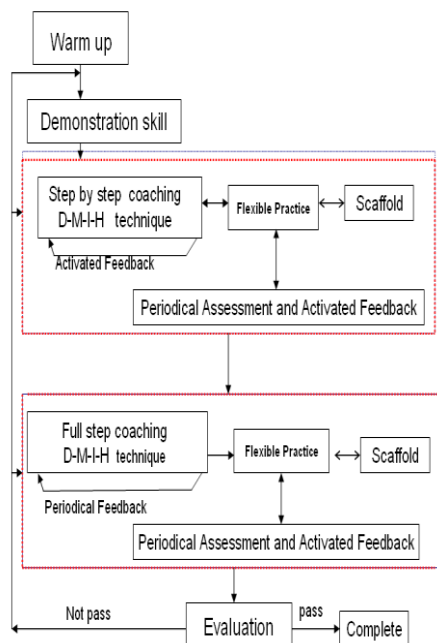 Warm up
Demonstration skill
Step by step coaching
D-M-I-H technique
Flexible Practice
Scaffold
Activated Feedback
Periodical Assessment and Activated Feedback
Full step coaching
D-M-I-H technique
Flexible Practice
Scaffold
Periodical Feedback
Periodical Assessment and Activated Feedback
Not pass
Evaluation
pass
Complete